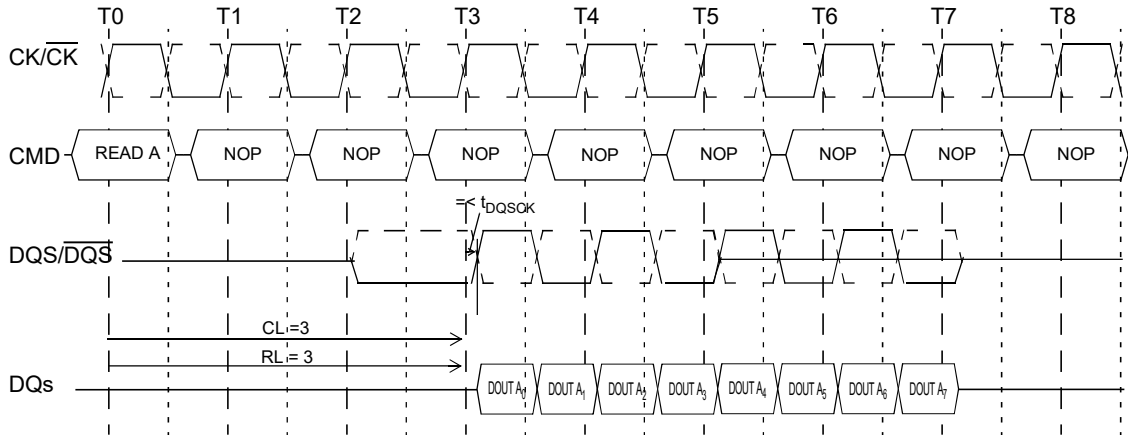 T0 T1 T2 T3 T4 T5 T6 T7 T8
CK/C̅K̅
CMD READ A NOP NOP NOP NOP NOP NOP NOP NOP
=< tDQSCK
DQS/D̅Q̅S̅
CL =3
RL = 3
DQs DOUT A0 DOUT A1 DOUT A2 DOUT A3 DOUT A4 DOUT A5 DOUT A6 DOUT A7